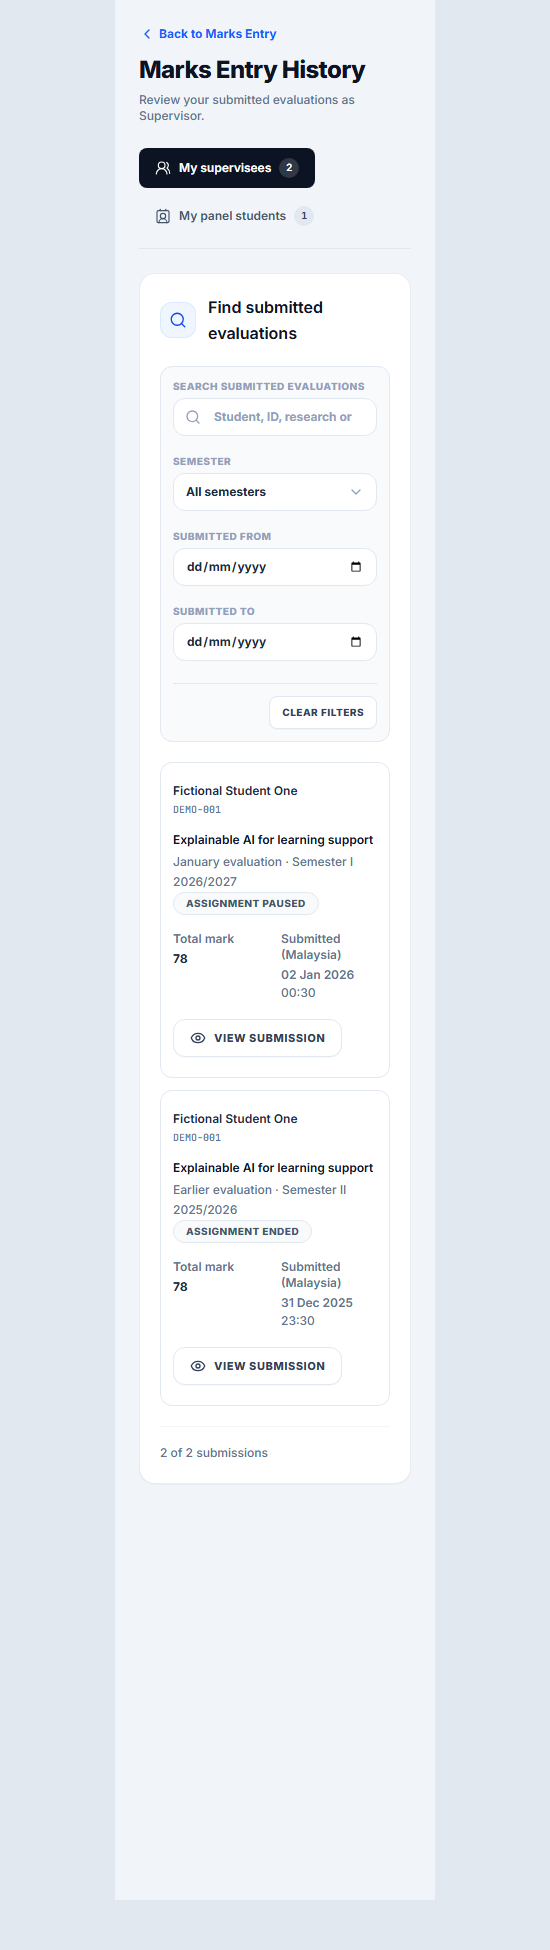 Back to Marks Entry
Marks Entry History
Review your submitted evaluations as
Supervisor.
My supervisees 2
My panel students 1
Find submitted
evaluations
SEARCH SUBMITTED EVALUATIONS
Student, ID, research or
SEMESTER
All semesters
SUBMITTED FROM
dd/mm/yyyy
SUBMITTED TO
dd/mm/yyyy
CLEAR FILTERS
Fictional Student One
DEMO-001
Explainable AI for learning support
January evaluation · Semester I
2026/2027
ASSIGNMENT PAUSED
Total mark
78
Submitted
(Malaysia)
02 Jan 2026
00:30
VIEW SUBMISSION
Fictional Student One
DEMO-001
Explainable AI for learning support
Earlier evaluation · Semester II
2025/2026
ASSIGNMENT ENDED
Total mark
78
Submitted
(Malaysia)
31 Dec 2025
23:30
VIEW SUBMISSION
2 of 2 submissions